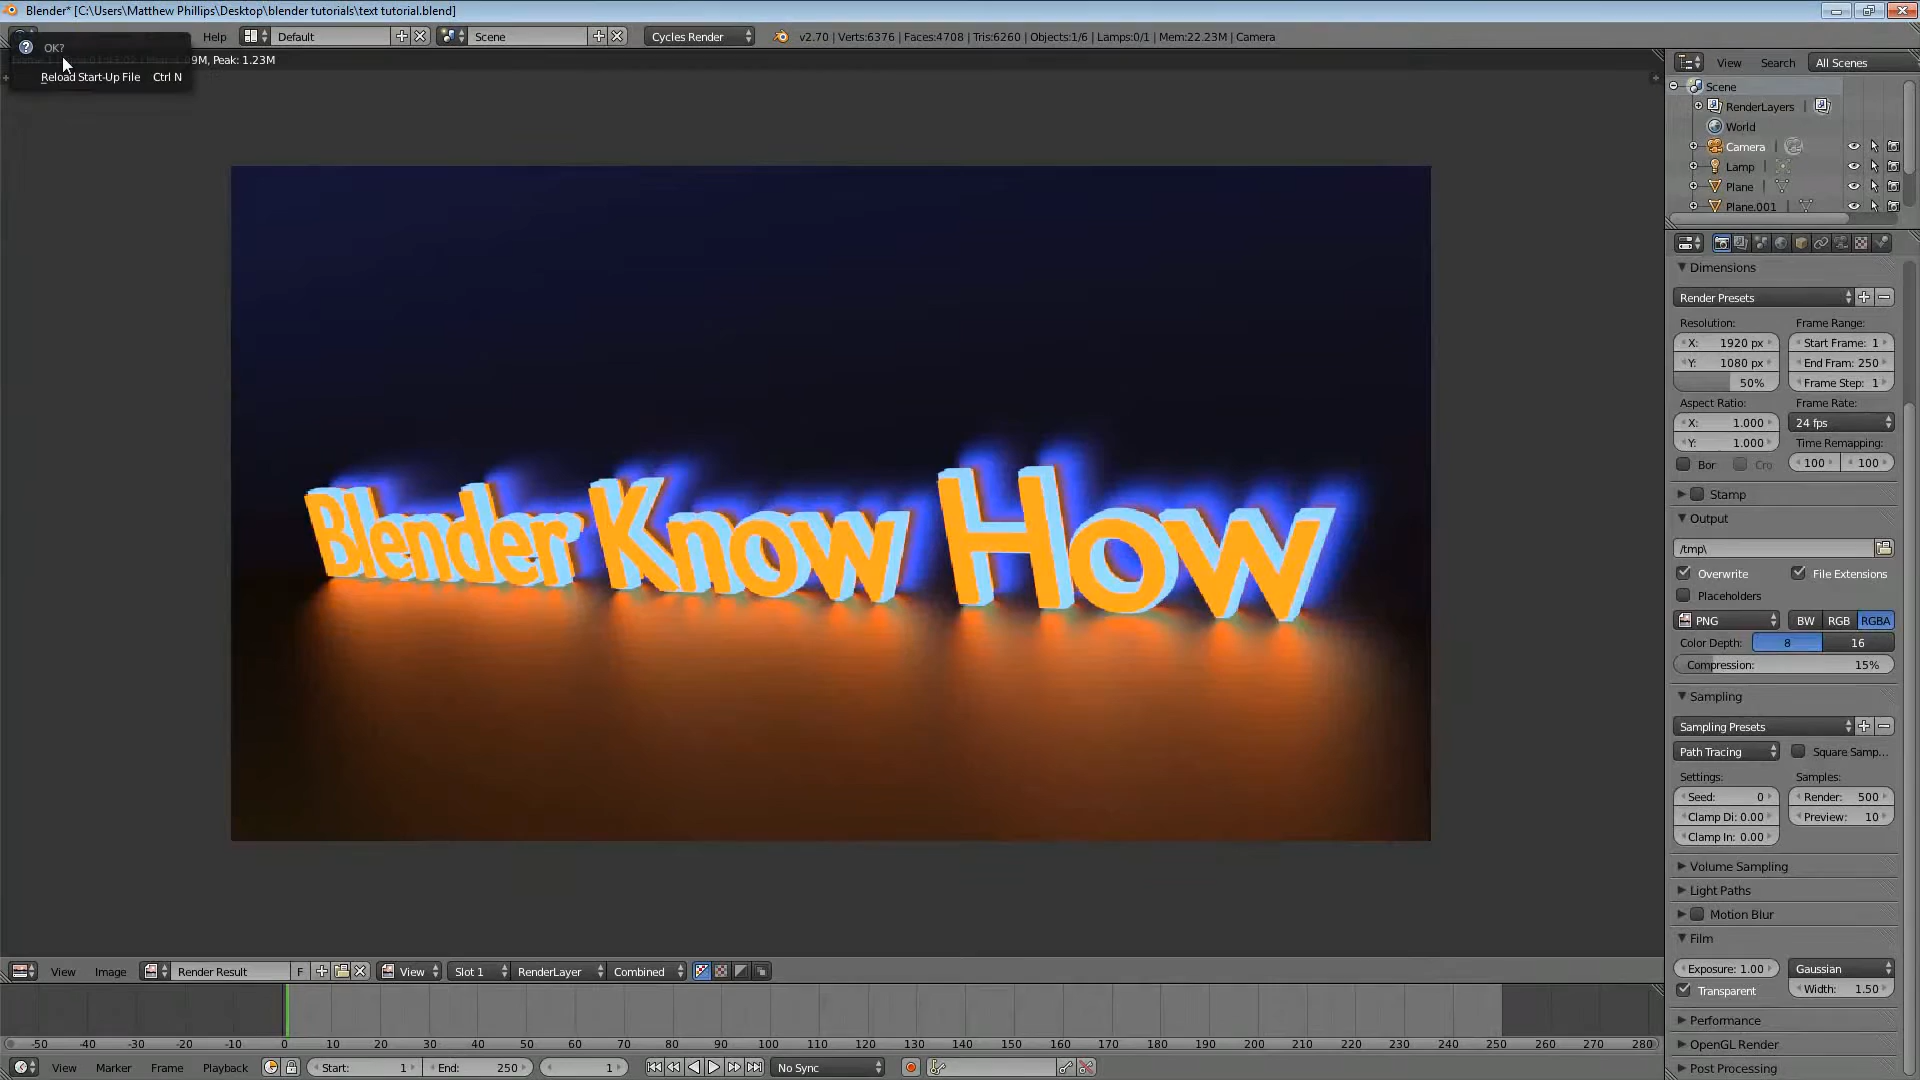 Blender* [C:\Users\Matthew Phillips\Desktop\blender tutorials\text tutorial.blend]
Help Default Scene Cycles Render v2.70 | Verts:6376 | Faces:4708 | Tris:6260 | Objects:1/6 | Lamps:0/1 | Mem:22.23M | Camera
OK?
9M, Peak: 1.23M
Reload Start-Up File Ctrl N
Blender Know How
View Search All Scenes
Scene
RenderLayers
World
Camera
Lamp
Plane
Plane.001
Dimensions
Render Presets
Resolution: Frame Range:
X: 1920 px Start Frame: 1
Y: 1080 px End Fram: 250
50% Frame Step: 1
Aspect Ratio: Frame Rate:
X: 1.000 24 fps
Y: 1.000 Time Remapping:
Bor Cro 100 100
Stamp
Output
/tmp\
Overwrite File Extensions
Placeholders
PNG BW RGB RGBA
Color Depth: 8 16
Compression: 15%
Sampling
Sampling Presets
Path Tracing Square Samp...
Settings: Samples:
Seed: 0 Render: 500
Clamp Di: 0.00 Preview: 10
Clamp In: 0.00
Volume Sampling
Light Paths
Motion Blur
Film
Exposure: 1.00 Gaussian
Transparent Width: 1.50
Performance
OpenGL Render
Post Processing
View Image Render Result F View Slot 1 RenderLayer Combined
-50 -40 -30 -20 -10 0 10 20 30 40 50 60 70 80 90 100 110 120 130 140 150 160 170 180 190 200 210 220 230 240 250 260 270 280
View Marker Frame Playback Start: 1 End: 250 1 No Sync